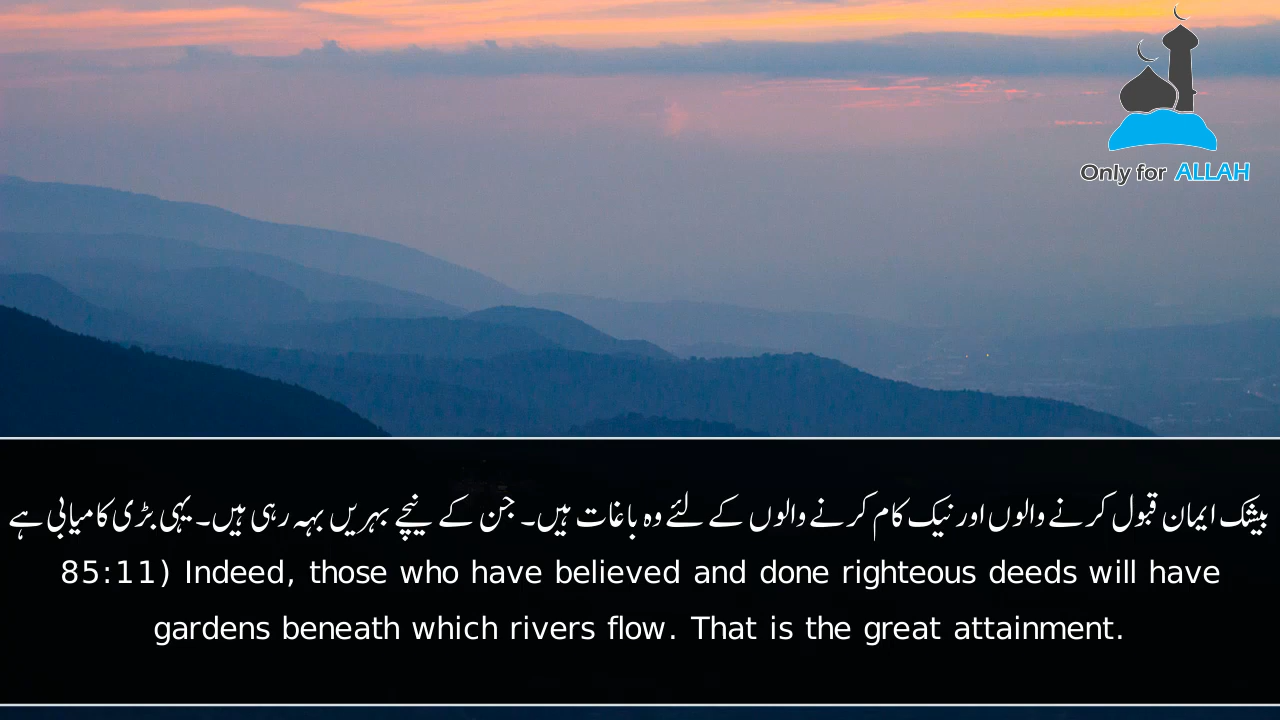 Only for ALLAH
بیشک ایمان قبول کرنے والوں اور نیک کام کرنے والوں کے لئے وہ باغات ہیں۔ جن کے نیچے بہریں بہہ رہی ہیں۔ یہی بڑی کامیابی ہے
85:11) Indeed, those who have believed and done righteous deeds will have
gardens beneath which rivers flow. That is the great attainment.